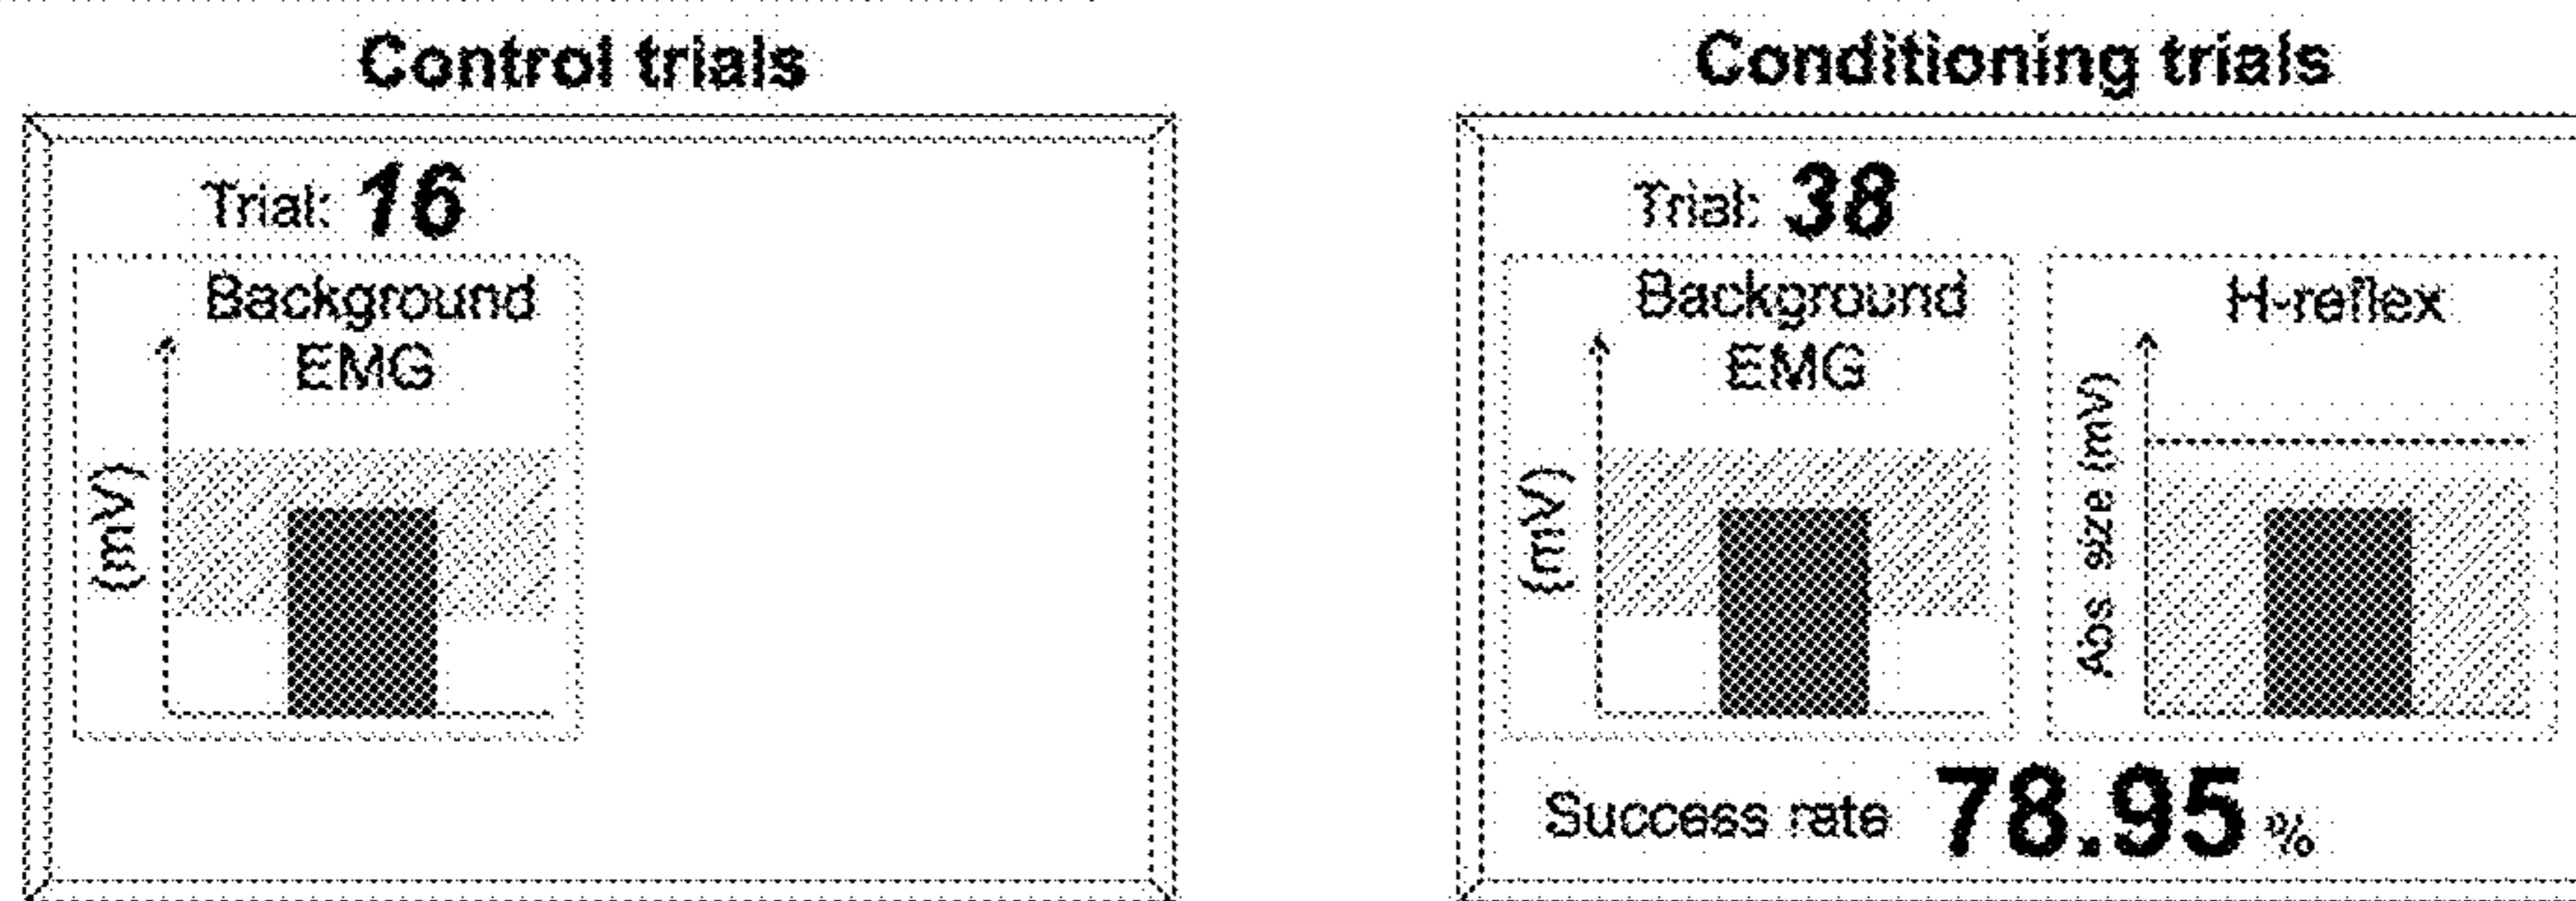 Control trials
Trial: 16
Background
EMG
(mV)
Conditioning trials
Trial: 38
Background
EMG
(mV)
H-reflex
Abs size (mV)
Success rate 78.95 %